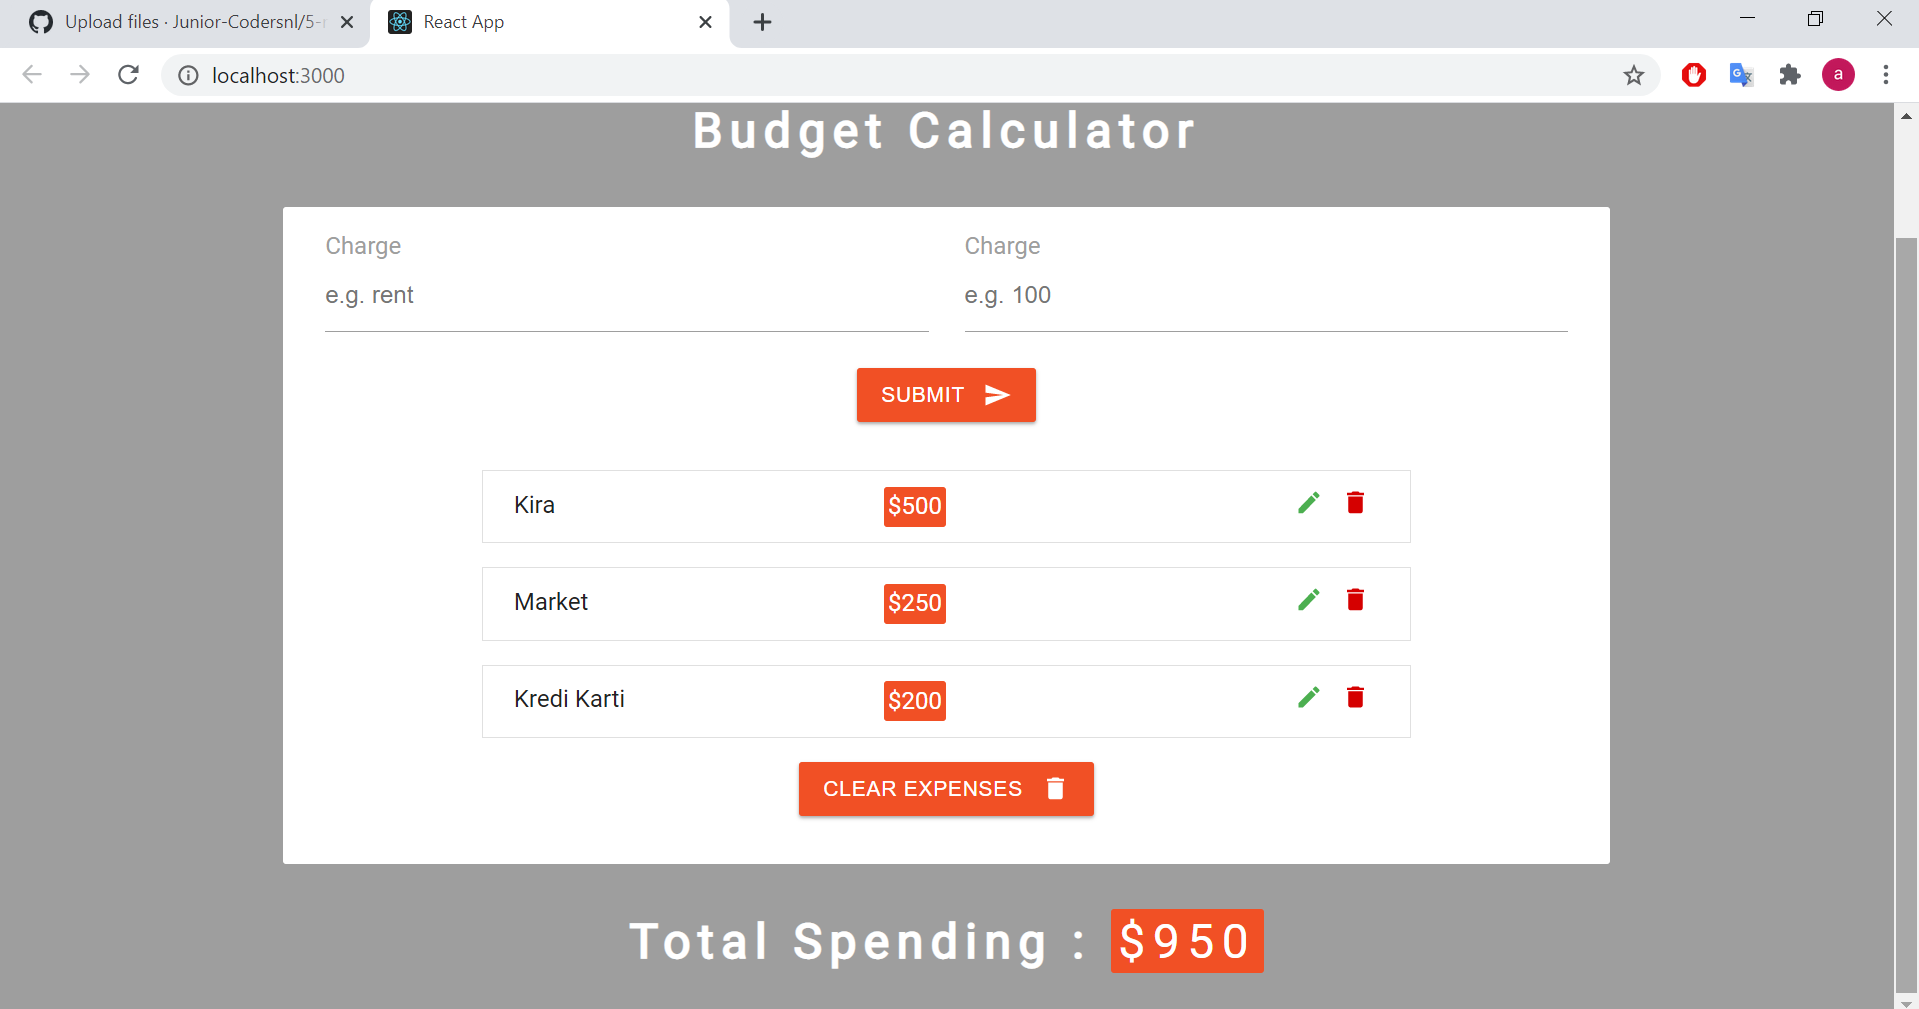 Upload files · Junior-Codersnl/5-r
React App
localhost:3000
a
Budget Calculator
Charge
Charge
e.g. rent
e.g. 100
SUBMIT
Kira
$500
Market
$250
Kredi Karti
$200
CLEAR EXPENSES
Total Spending : $950